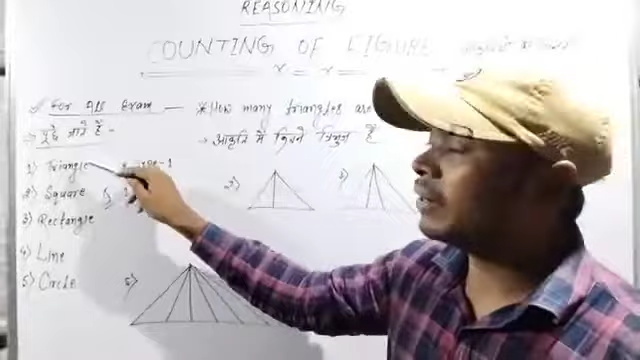 REASONING
COUNTING OF FIGURE
For All Exam — * How many triangles are
→ पूछे जाते हैं - → आकृति में कितने त्रिभुज हैं
1) Triangle
2) Square
3) Rectangle
4) Line
5) Circle
2)
3)
5)